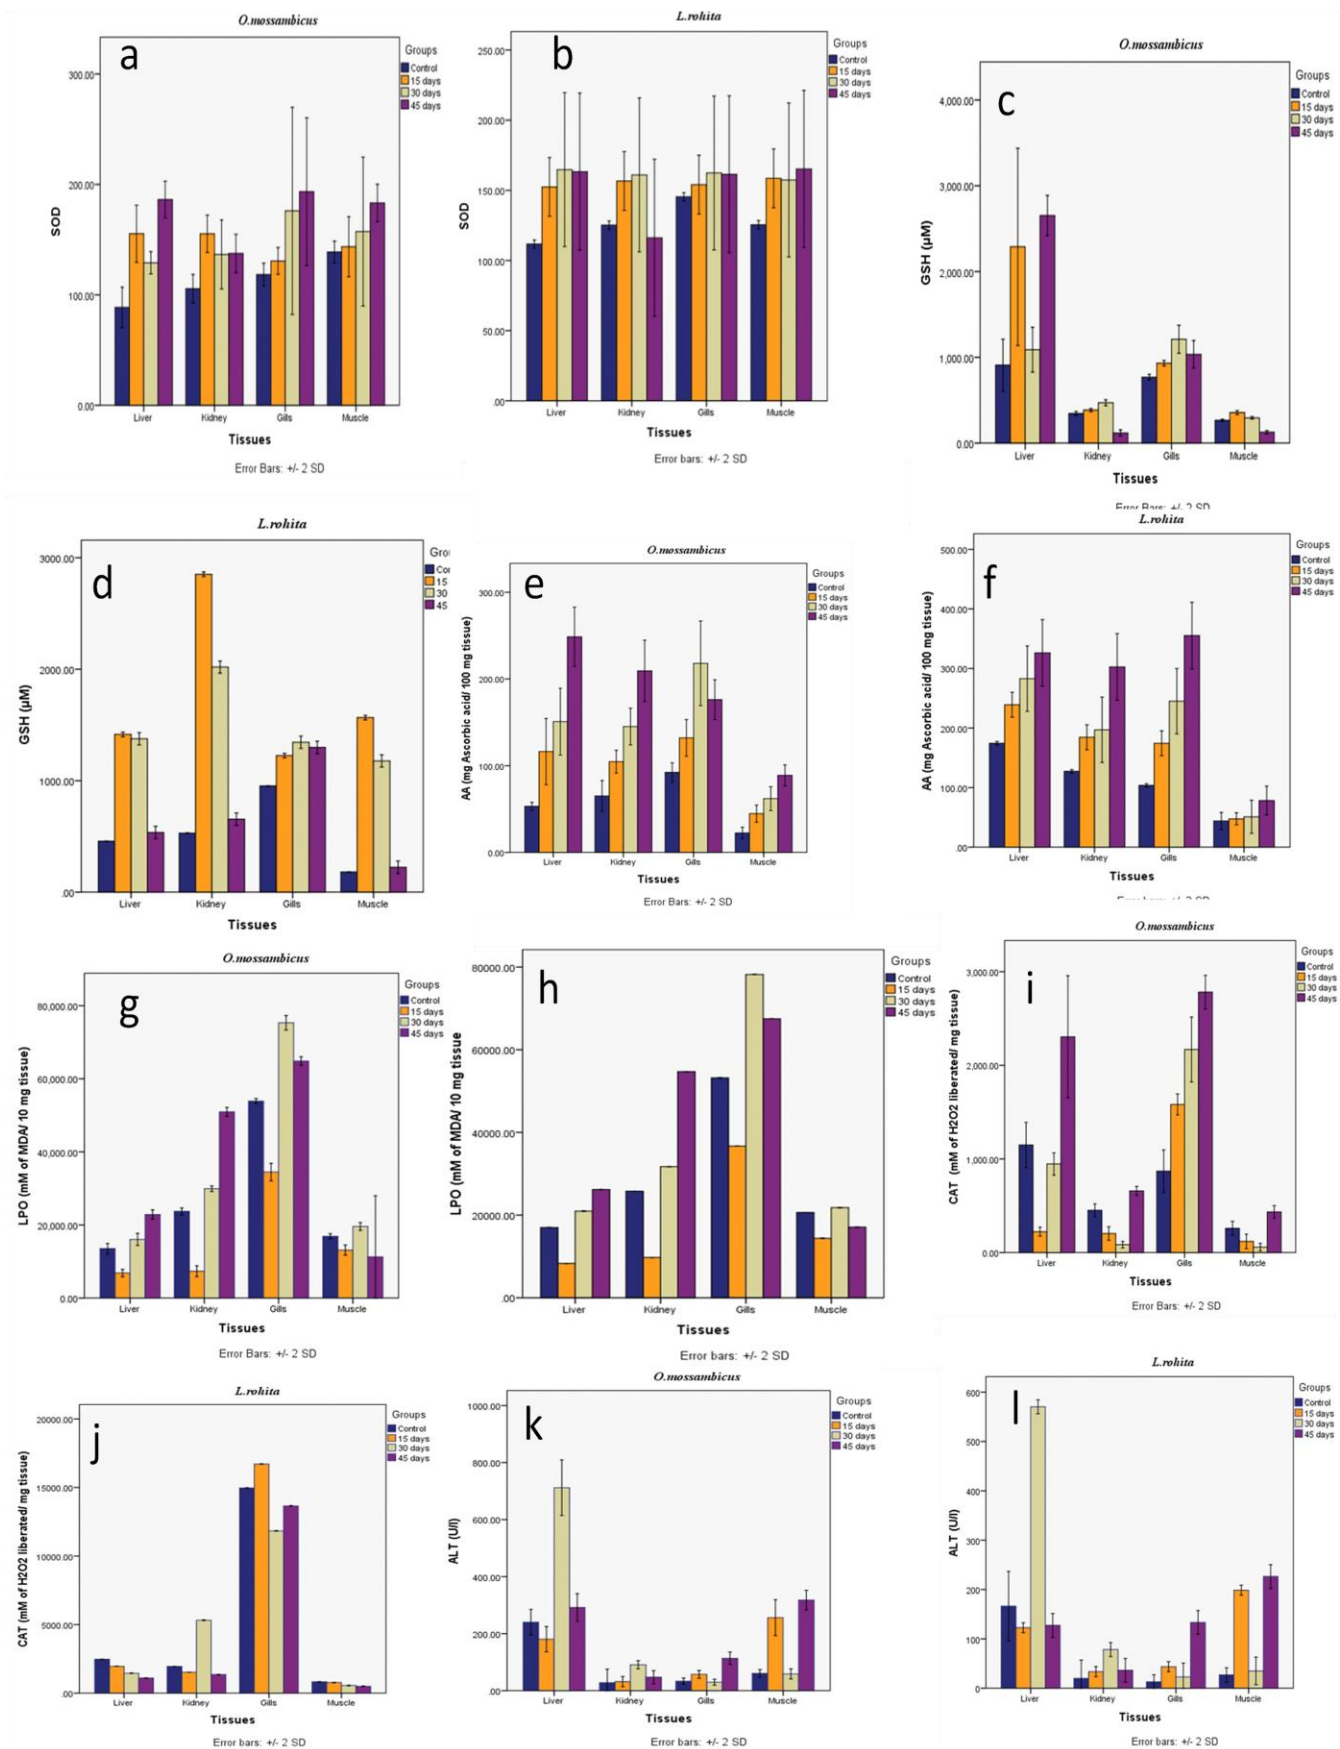 O.mossambicus
a
Groups
Control
15 days
30 days
45 days
300.00
200.00
100.00
0.00
SOD
Liver Kidney Gills Muscle
Tissues
Error Bars: +/- 2 SD
L.rohita
b
Groups
Control
15 days
30 days
45 days
250.00
200.00
150.00
100.00
50.00
.00
SOD
Liver Kidney Gills Muscle
Tissues
Error bars: +/- 2 SD
O.mossambicus
c
Groups
Control
15 days
30 days
45 days
4,000.00
3,000.00
2,000.00
1,000.00
0.00
GSH (µM)
Liver Kidney Gills Muscle
Tissues
Error Bars: +/- 2 SD
L.rohita
d
Grou
Cor
15
30
45
3000.00
2000.00
1000.00
.00
GSH (µM)
Liver Kidney Gills Muscle
Tissues
O.mossambicus
e
Groups
Control
15 days
30 days
45 days
300.00
200.00
100.00
0.00
AA (mg Ascorbic acid/ 100 mg tissue)
Liver Kidney Gills Muscle
Tissues
Error Bars: +/- 2 SD
L.rohita
f
Groups
Control
15 days
30 days
45 days
500.00
400.00
300.00
200.00
100.00
.00
AA (mg Ascorbic acid/ 100 mg tissue)
Liver Kidney Gills Muscle
Tissues
O.mossambicus
g
Groups
Control
15 days
30 days
45 days
80,000.00
60,000.00
40,000.00
20,000.00
0.00
LPO (mM of MDA/ 10 mg tissue)
Liver Kidney Gills Muscle
Tissues
Error Bars: +/- 2 SD
h
Groups
Control
15 days
30 days
45 days
80000.00
60000.00
40000.00
20000.00
.00
LPO (mM of MDA/ 10 mg tissue
Liver Kidney Gills Muscle
Tissues
Error bars: +/- 2 SD
O.mossambicus
i
Groups
Control
15 days
30 days
45 days
3,000.00
2,000.00
1,000.00
0.00
CAT (mM of H2O2 liberated/ mg tissue)
Liver Kidney Gills Muscle
Tissues
Error Bars: +/- 2 SD
L.rohita
j
Groups
Control
15 days
30 days
45 days
20000.00
15000.00
10000.00
5000.00
.00
CAT (mM of H2O2 liberated/ mg tissue)
Liver Kidney Gills Muscle
Tissues
Error bars: +/- 2 SD
O.mossambicus
k
Groups
Control
15 days
30 days
45 days
1000.00
800.00
600.00
400.00
200.00
0.00
ALT (U/l)
Liver Kidney Gills Muscle
Tissues
Error bars: +/- 2 SD
L.rohita
l
Groups
Control
15 days
30 days
45 days
600
500
400
300
200
100
0
ALT (U/l)
Liver Kidney Gills Muscle
Tissues
Error bars: +/- 2 SD